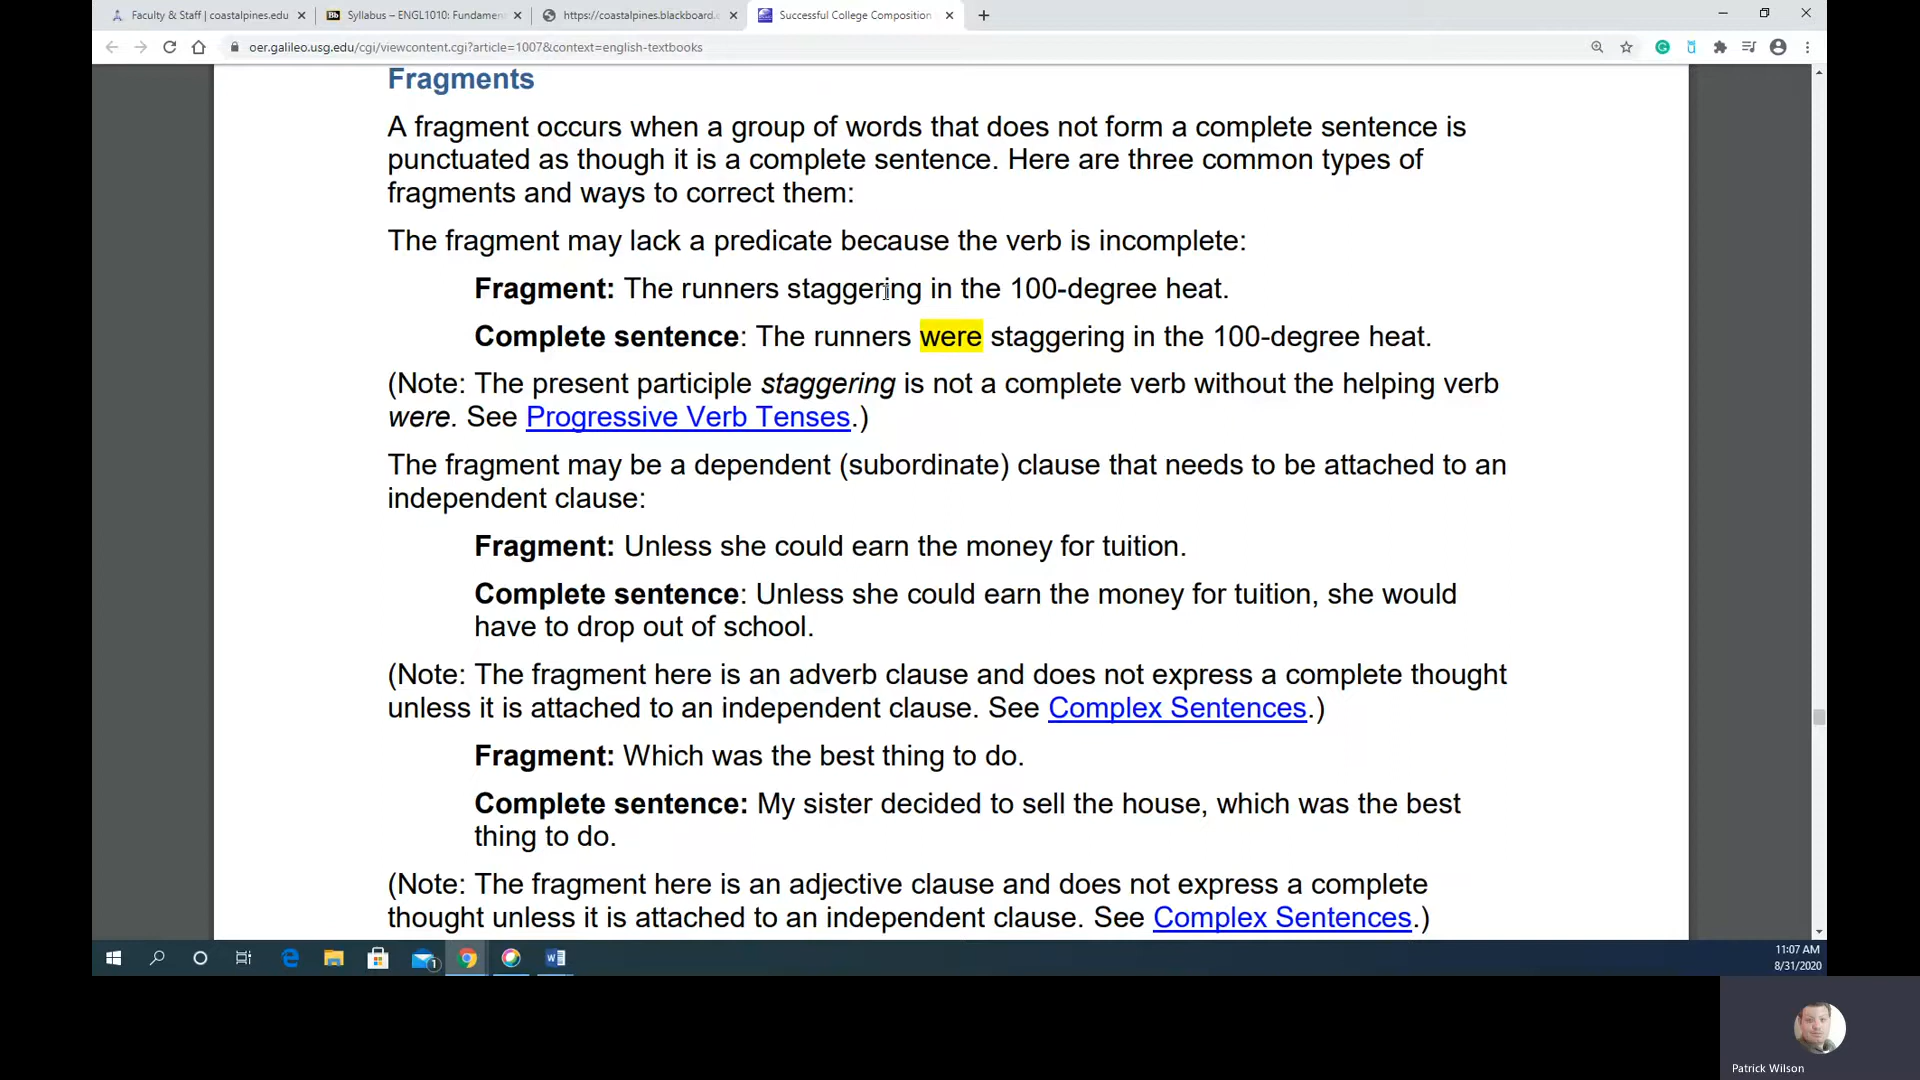 Faculty & Staff | coastalpines.edu
Syllabus – ENGL1010: Fundamen
https://coastalpines.blackboard.c
Successful College Composition
oer.galileo.usg.edu/cgi/viewcontent.cgi?article=1007&context=english-textbooks
Fragments
A fragment occurs when a group of words that does not form a complete sentence is
punctuated as though it is a complete sentence. Here are three common types of
fragments and ways to correct them:
The fragment may lack a predicate because the verb is incomplete:
Fragment: The runners staggering in the 100-degree heat.
Complete sentence: The runners were staggering in the 100-degree heat.
(Note: The present participle staggering is not a complete verb without the helping verb
were. See Progressive Verb Tenses.)
The fragment may be a dependent (subordinate) clause that needs to be attached to an
independent clause:
Fragment: Unless she could earn the money for tuition.
Complete sentence: Unless she could earn the money for tuition, she would
have to drop out of school.
(Note: The fragment here is an adverb clause and does not express a complete thought
unless it is attached to an independent clause. See Complex Sentences.)
Fragment: Which was the best thing to do.
Complete sentence: My sister decided to sell the house, which was the best
thing to do.
(Note: The fragment here is an adjective clause and does not express a complete
thought unless it is attached to an independent clause. See Complex Sentences.)
11:07 AM
8/31/2020
Patrick Wilson